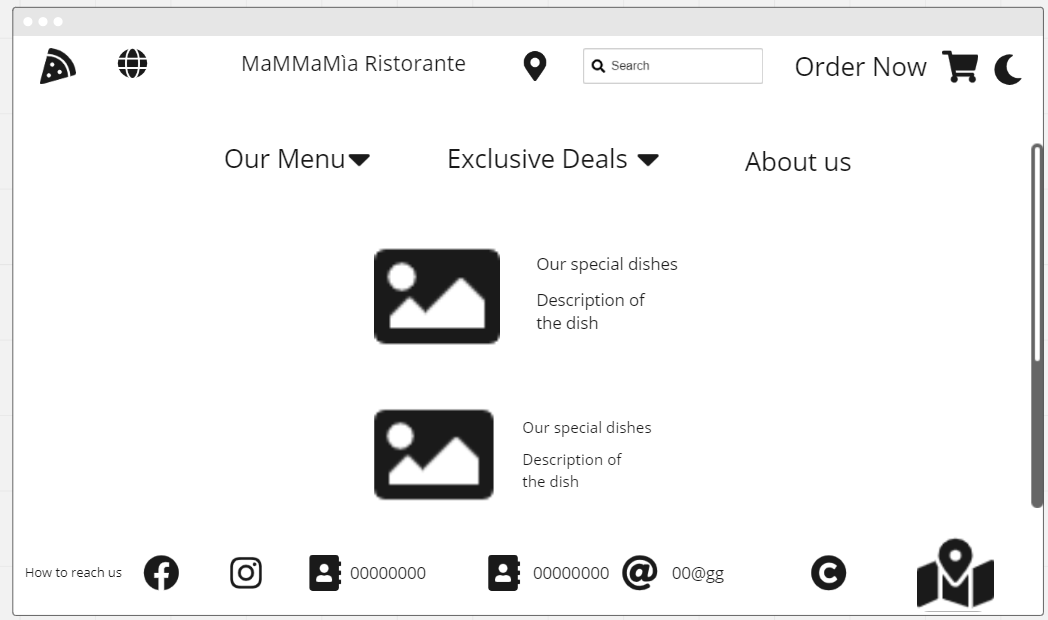 MaMMaMìa Ristorante
Search
Order Now
Our Menu
Exclusive Deals
About us
Our special dishes
Description of
the dish
Our special dishes
Description of
the dish
How to reach us
00000000
00000000
00@gg